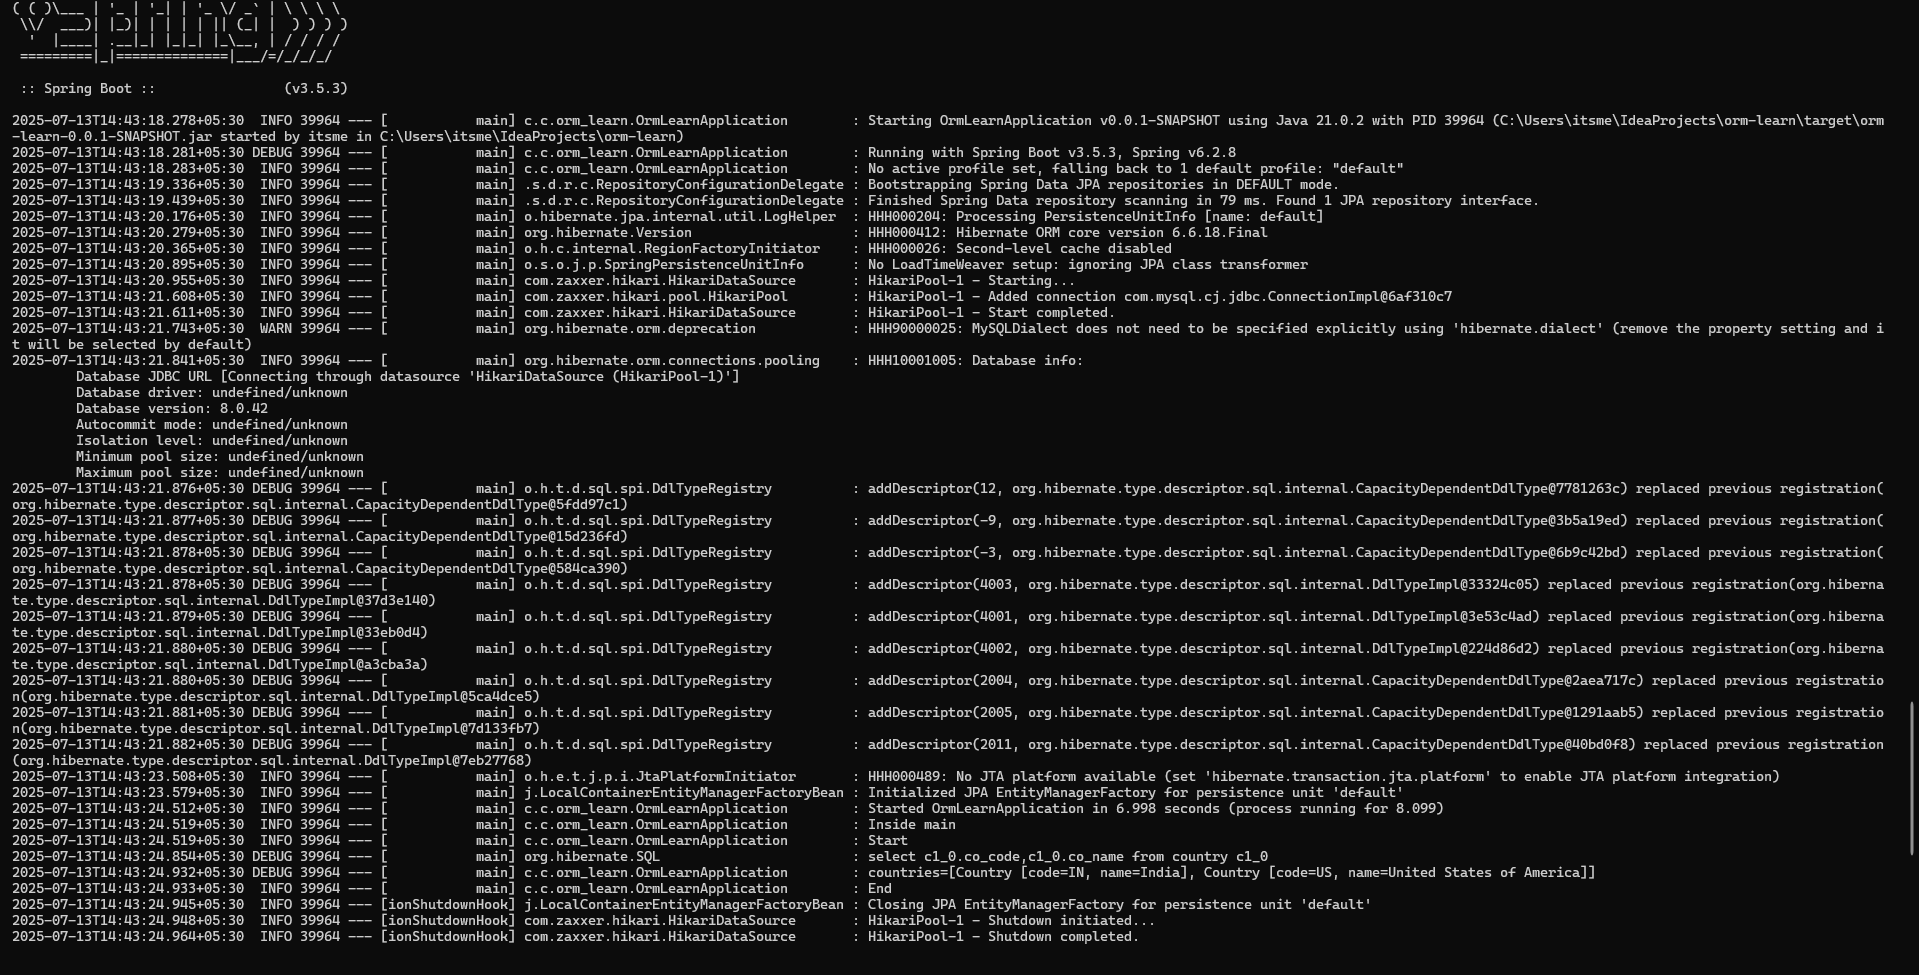 ( ( )\___ | '_ | '_| | '_ \/ _` | \ \ \ \
 \\/  ___)| |_)| | | | | || (_| |  ) ) ) )
  '  |____| .__|_| |_|_| |_\__, | / / / /
 =========|_|==============|___/=/_/_/_/

 :: Spring Boot ::                (v3.5.3)

2025-07-13T14:43:18.278+05:30  INFO 39964 --- [           main] c.c.orm_learn.OrmLearnApplication        : Starting OrmLearnApplication v0.0.1-SNAPSHOT using Java 21.0.2 with PID 39964 (C:\Users\itsme\IdeaProjects\orm-learn\target\orm
-learn-0.0.1-SNAPSHOT.jar started by itsme in C:\Users\itsme\IdeaProjects\orm-learn)
2025-07-13T14:43:18.281+05:30 DEBUG 39964 --- [           main] c.c.orm_learn.OrmLearnApplication        : Running with Spring Boot v3.5.3, Spring v6.2.8
2025-07-13T14:43:18.283+05:30  INFO 39964 --- [           main] c.c.orm_learn.OrmLearnApplication        : No active profile set, falling back to 1 default profile: "default"
2025-07-13T14:43:19.336+05:30  INFO 39964 --- [           main] .s.d.r.c.RepositoryConfigurationDelegate : Bootstrapping Spring Data JPA repositories in DEFAULT mode.
2025-07-13T14:43:19.439+05:30  INFO 39964 --- [           main] .s.d.r.c.RepositoryConfigurationDelegate : Finished Spring Data repository scanning in 79 ms. Found 1 JPA repository interface.
2025-07-13T14:43:20.176+05:30  INFO 39964 --- [           main] o.hibernate.jpa.internal.util.LogHelper  : HHH000204: Processing PersistenceUnitInfo [name: default]
2025-07-13T14:43:20.279+05:30  INFO 39964 --- [           main] org.hibernate.Version                    : HHH000412: Hibernate ORM core version 6.6.18.Final
2025-07-13T14:43:20.365+05:30  INFO 39964 --- [           main] o.h.c.internal.RegionFactoryInitiator    : HHH000026: Second-level cache disabled
2025-07-13T14:43:20.895+05:30  INFO 39964 --- [           main] o.s.o.j.p.SpringPersistenceUnitInfo      : No LoadTimeWeaver setup: ignoring JPA class transformer
2025-07-13T14:43:20.955+05:30  INFO 39964 --- [           main] com.zaxxer.hikari.HikariDataSource       : HikariPool-1 - Starting...
2025-07-13T14:43:21.608+05:30  INFO 39964 --- [           main] com.zaxxer.hikari.pool.HikariPool        : HikariPool-1 - Added connection com.mysql.cj.jdbc.ConnectionImpl@6af310c7
2025-07-13T14:43:21.611+05:30  INFO 39964 --- [           main] com.zaxxer.hikari.HikariDataSource       : HikariPool-1 - Start completed.
2025-07-13T14:43:21.743+05:30  WARN 39964 --- [           main] org.hibernate.orm.deprecation            : HHH90000025: MySQLDialect does not need to be specified explicitly using 'hibernate.dialect' (remove the property setting and i
t will be selected by default)
2025-07-13T14:43:21.841+05:30  INFO 39964 --- [           main] org.hibernate.orm.connections.pooling    : HHH10001005: Database info:
        Database JDBC URL [Connecting through datasource 'HikariDataSource (HikariPool-1)']
        Database driver: undefined/unknown
        Database version: 8.0.42
        Autocommit mode: undefined/unknown
        Isolation level: undefined/unknown
        Minimum pool size: undefined/unknown
        Maximum pool size: undefined/unknown
2025-07-13T14:43:21.876+05:30 DEBUG 39964 --- [           main] o.h.t.d.sql.spi.DdlTypeRegistry          : addDescriptor(12, org.hibernate.type.descriptor.sql.internal.CapacityDependentDdlType@7781263c) replaced previous registration(
org.hibernate.type.descriptor.sql.internal.CapacityDependentDdlType@5fdd97c1)
2025-07-13T14:43:21.877+05:30 DEBUG 39964 --- [           main] o.h.t.d.sql.spi.DdlTypeRegistry          : addDescriptor(-9, org.hibernate.type.descriptor.sql.internal.CapacityDependentDdlType@3b5a19ed) replaced previous registration(
org.hibernate.type.descriptor.sql.internal.CapacityDependentDdlType@15d236fd)
2025-07-13T14:43:21.878+05:30 DEBUG 39964 --- [           main] o.h.t.d.sql.spi.DdlTypeRegistry          : addDescriptor(-3, org.hibernate.type.descriptor.sql.internal.CapacityDependentDdlType@6b9c42bd) replaced previous registration(
org.hibernate.type.descriptor.sql.internal.CapacityDependentDdlType@584ca390)
2025-07-13T14:43:21.878+05:30 DEBUG 39964 --- [           main] o.h.t.d.sql.spi.DdlTypeRegistry          : addDescriptor(4003, org.hibernate.type.descriptor.sql.internal.DdlTypeImpl@33324c05) replaced previous registration(org.hiberna
te.type.descriptor.sql.internal.DdlTypeImpl@37d3e140)
2025-07-13T14:43:21.879+05:30 DEBUG 39964 --- [           main] o.h.t.d.sql.spi.DdlTypeRegistry          : addDescriptor(4001, org.hibernate.type.descriptor.sql.internal.DdlTypeImpl@3e53c4ad) replaced previous registration(org.hiberna
te.type.descriptor.sql.internal.DdlTypeImpl@33eb0d4)
2025-07-13T14:43:21.880+05:30 DEBUG 39964 --- [           main] o.h.t.d.sql.spi.DdlTypeRegistry          : addDescriptor(4002, org.hibernate.type.descriptor.sql.internal.DdlTypeImpl@224d86d2) replaced previous registration(org.hiberna
te.type.descriptor.sql.internal.DdlTypeImpl@a3cba3a)
2025-07-13T14:43:21.880+05:30 DEBUG 39964 --- [           main] o.h.t.d.sql.spi.DdlTypeRegistry          : addDescriptor(2004, org.hibernate.type.descriptor.sql.internal.CapacityDependentDdlType@2aea717c) replaced previous registratio
n(org.hibernate.type.descriptor.sql.internal.DdlTypeImpl@5ca4dce5)
2025-07-13T14:43:21.881+05:30 DEBUG 39964 --- [           main] o.h.t.d.sql.spi.DdlTypeRegistry          : addDescriptor(2005, org.hibernate.type.descriptor.sql.internal.CapacityDependentDdlType@1291aab5) replaced previous registratio
n(org.hibernate.type.descriptor.sql.internal.DdlTypeImpl@7d133fb7)
2025-07-13T14:43:21.882+05:30 DEBUG 39964 --- [           main] o.h.t.d.sql.spi.DdlTypeRegistry          : addDescriptor(2011, org.hibernate.type.descriptor.sql.internal.CapacityDependentDdlType@40bd0f8) replaced previous registration
(org.hibernate.type.descriptor.sql.internal.DdlTypeImpl@7eb27768)
2025-07-13T14:43:23.508+05:30  INFO 39964 --- [           main] o.h.e.t.j.p.i.JtaPlatformInitiator       : HHH000489: No JTA platform available (set 'hibernate.transaction.jta.platform' to enable JTA platform integration)
2025-07-13T14:43:23.579+05:30  INFO 39964 --- [           main] j.LocalContainerEntityManagerFactoryBean : Initialized JPA EntityManagerFactory for persistence unit 'default'
2025-07-13T14:43:24.512+05:30  INFO 39964 --- [           main] c.c.orm_learn.OrmLearnApplication        : Started OrmLearnApplication in 6.998 seconds (process running for 8.099)
2025-07-13T14:43:24.519+05:30  INFO 39964 --- [           main] c.c.orm_learn.OrmLearnApplication        : Inside main
2025-07-13T14:43:24.519+05:30  INFO 39964 --- [           main] c.c.orm_learn.OrmLearnApplication        : Start
2025-07-13T14:43:24.854+05:30 DEBUG 39964 --- [           main] org.hibernate.SQL                        : select c1_0.co_code,c1_0.co_name from country c1_0
2025-07-13T14:43:24.932+05:30 DEBUG 39964 --- [           main] c.c.orm_learn.OrmLearnApplication        : countries=[Country [code=IN, name=India], Country [code=US, name=United States of America]]
2025-07-13T14:43:24.933+05:30  INFO 39964 --- [           main] c.c.orm_learn.OrmLearnApplication        : End
2025-07-13T14:43:24.945+05:30  INFO 39964 --- [ionShutdownHook] j.LocalContainerEntityManagerFactoryBean : Closing JPA EntityManagerFactory for persistence unit 'default'
2025-07-13T14:43:24.948+05:30  INFO 39964 --- [ionShutdownHook] com.zaxxer.hikari.HikariDataSource       : HikariPool-1 - Shutdown initiated...
2025-07-13T14:43:24.964+05:30  INFO 39964 --- [ionShutdownHook] com.zaxxer.hikari.HikariDataSource       : HikariPool-1 - Shutdown completed.